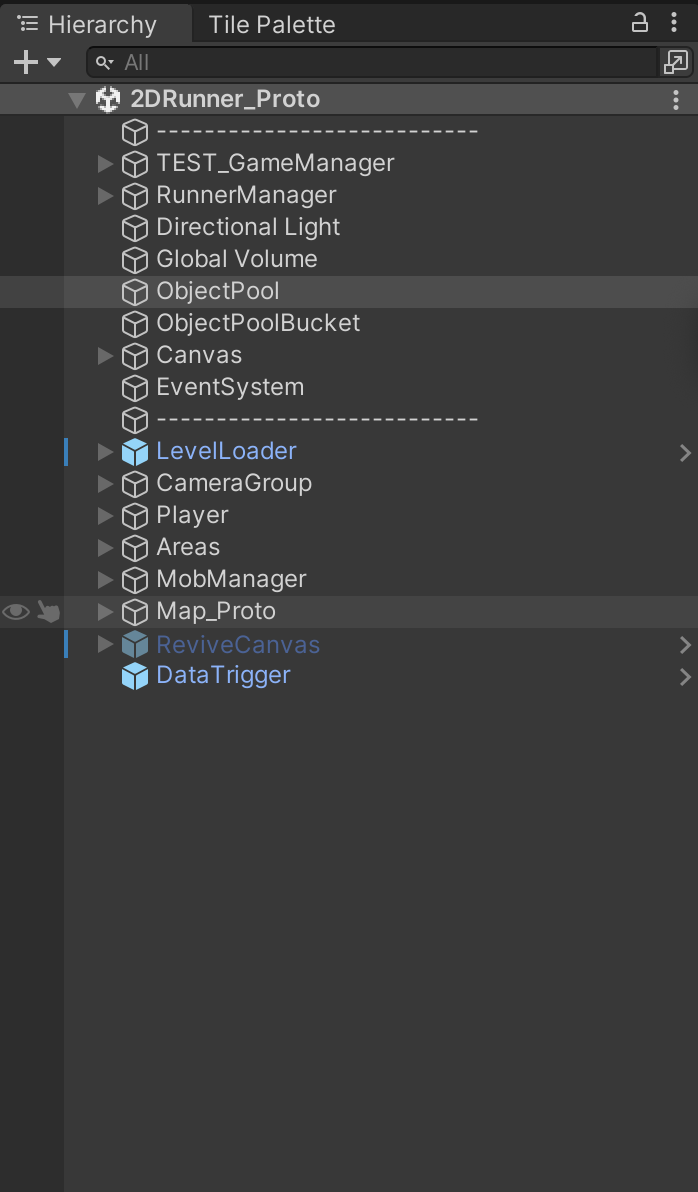 Hierarchy Tile Palette
All
2DRunner_Proto
---------------------------
TEST_GameManager
RunnerManager
Directional Light
Global Volume
ObjectPool
ObjectPoolBucket
Canvas
EventSystem
---------------------------
LevelLoader
CameraGroup
Player
Areas
MobManager
Map_Proto
ReviveCanvas
DataTrigger